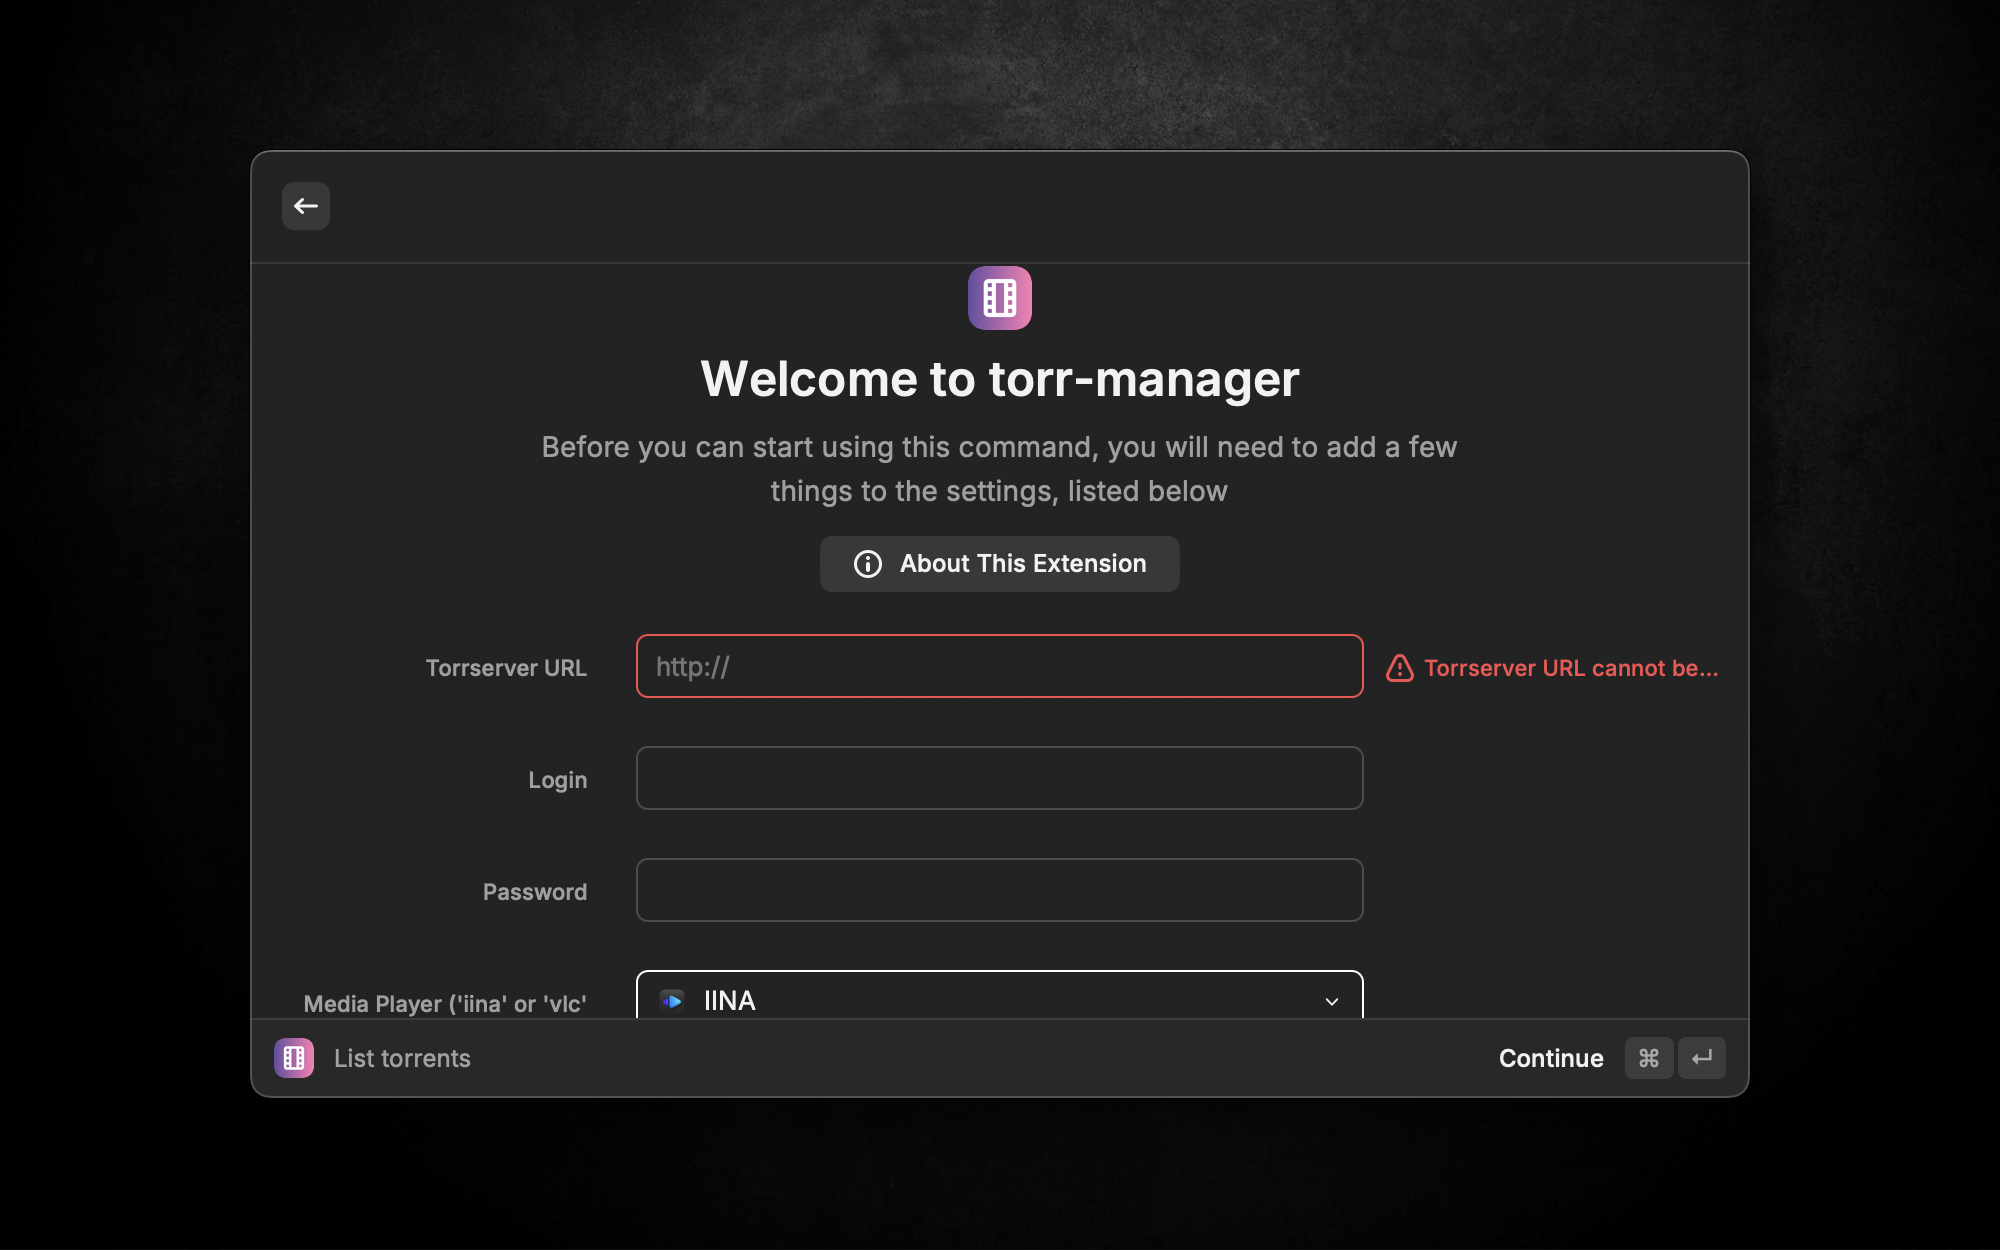 Welcome to torr-manager
Before you can start using this command, you will need to add a few
things to the settings, listed below
About This Extension
Torrserver URL
http://
Torrserver URL cannot be...
Login
Password
Media Player ('iina' or 'vlc'
IINA
List torrents
Continue ⌘ ↵